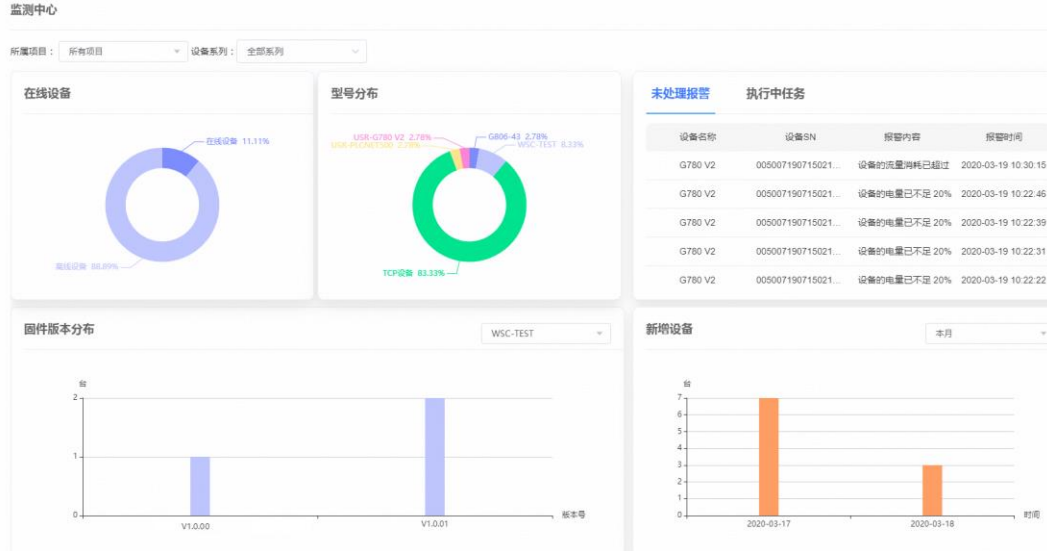 监测中心
所属项目： 所有项目 设备系列： 全部系列
在线设备
在线设备 11.11%
离线设备 88.89%
型号分布
USR-G780 V2 2.78%
G806-43 2.78%
USR-PLCNET500 2.78%
WSC-TEST 8.33%
TCP设备 83.33%
未处理报警 执行中任务
设备名称 设备SN 报警内容 报警时间
G780 V2 005007190715021... 设备的流量消耗已超过 2020-03-19 10:30:15
G780 V2 005007190715021... 设备的电量已不足 20% 2020-03-19 10:22:46
G780 V2 005007190715021... 设备的电量已不足 20% 2020-03-19 10:22:39
G780 V2 005007190715021... 设备的电量已不足 20% 2020-03-19 10:22:31
G780 V2 005007190715021... 设备的电量已不足 20% 2020-03-19 10:22:22
固件版本分布 WSC-TEST
台
2
1
0
V1.0.00 V1.0.01 版本号
新增设备 本月
台
7
6
5
4
3
2
1
0
2020-03-17 2020-03-18 时间